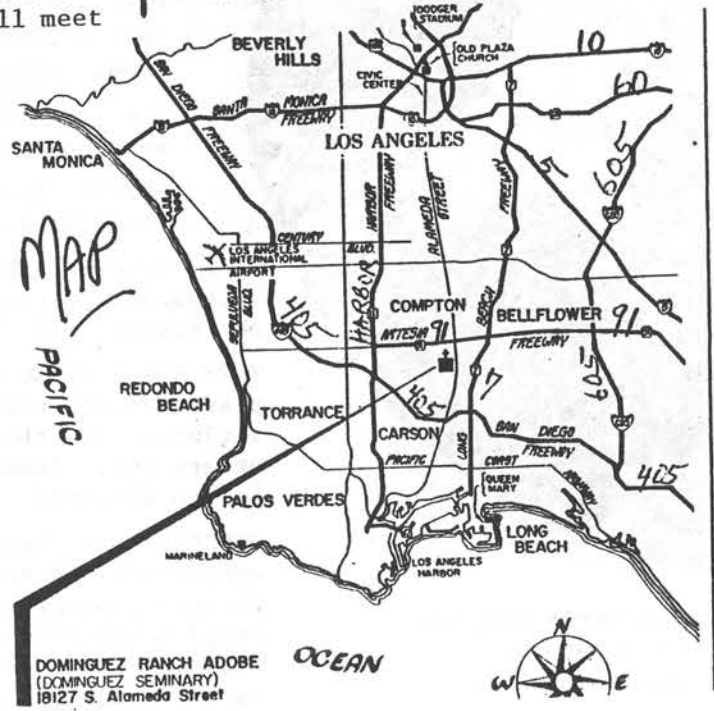 ll meet
DODGER
STADIUM
BEVERLY
HILLS
OLD PLAZA
CHURCH
10
CIVIC
CENTER
SAN DIEGO
FREEWAY
SANTA MONICA
FREEWAY
60
LOS ANGELES
SANTA
MONICA
HARBOR
FREEWAY
ALAMEDA
STREET
FREEWAY
5
605
MAP
CENTURY
BLVD.
LOS ANGELES
INTERNATIONAL
AIRPORT
SEPULVEDA
BLVD.
405
HARBOR
COMPTON
BEACH
BELLFLOWER
91
ARTESIA
91
FREEWAY
PACIFIC
REDONDO
BEACH
TORRANCE
405
7
605
CARSON
SAN DIEGO
FREEWAY
PACIFIC
LONG
COAST
HIGHWAY
405
PALOS VERDES
QUEEN
MARY
MARINELAND
LONG
BEACH
LOS ANGELES
HARBOR
OCEAN
N
W
E
DOMINGUEZ RANCH ADOBE
(DOMINGUEZ SEMINARY)
18127 S. Alameda Street